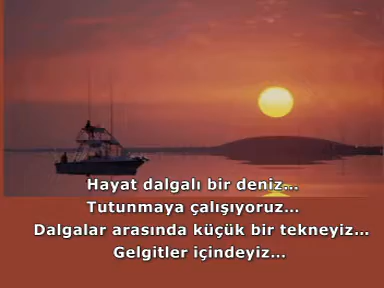 Hayat dalgalı bir deniz...
Tutunmaya çalışıyoruz...
Dalgalar arasında küçük bir tekneyiz...
Gelgitler içindeyiz...